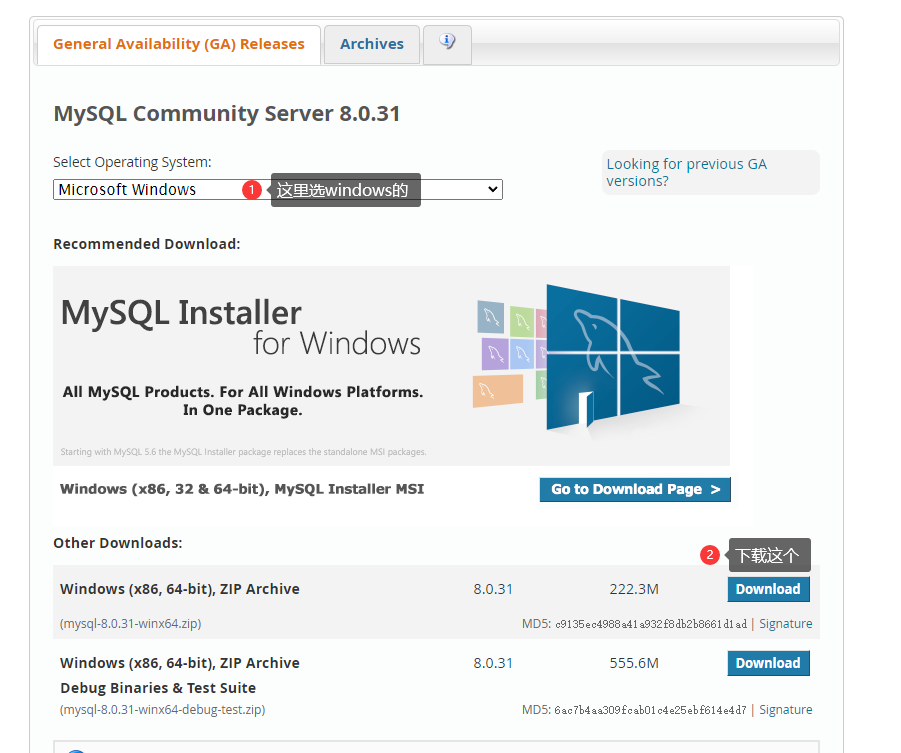 General Availability (GA) Releases
Archives
MySQL Community Server 8.0.31
Select Operating System:
Microsoft Windows
1
这里选windows的
Looking for previous GA
versions?
Recommended Download:
MySQL Installer
for Windows
All MySQL Products. For All Windows Platforms.
In One Package.
Starting with MySQL 5.6 the MySQL Installer package replaces the standalone MSI packages.
Windows (x86, 32 & 64-bit), MySQL Installer MSI
Go to Download Page >
Other Downloads:
2
下载这个
Windows (x86, 64-bit), ZIP Archive 8.0.31 222.3M Download
(mysql-8.0.31-winx64.zip) MD5: c9135ec4988a41a932f8db2b8661d1ad | Signature
Windows (x86, 64-bit), ZIP Archive 8.0.31 555.6M Download
Debug Binaries & Test Suite
(mysql-8.0.31-winx64-debug-test.zip) MD5: 6ac7b4aa309fcab01c4e25ebf614e4d7 | Signature